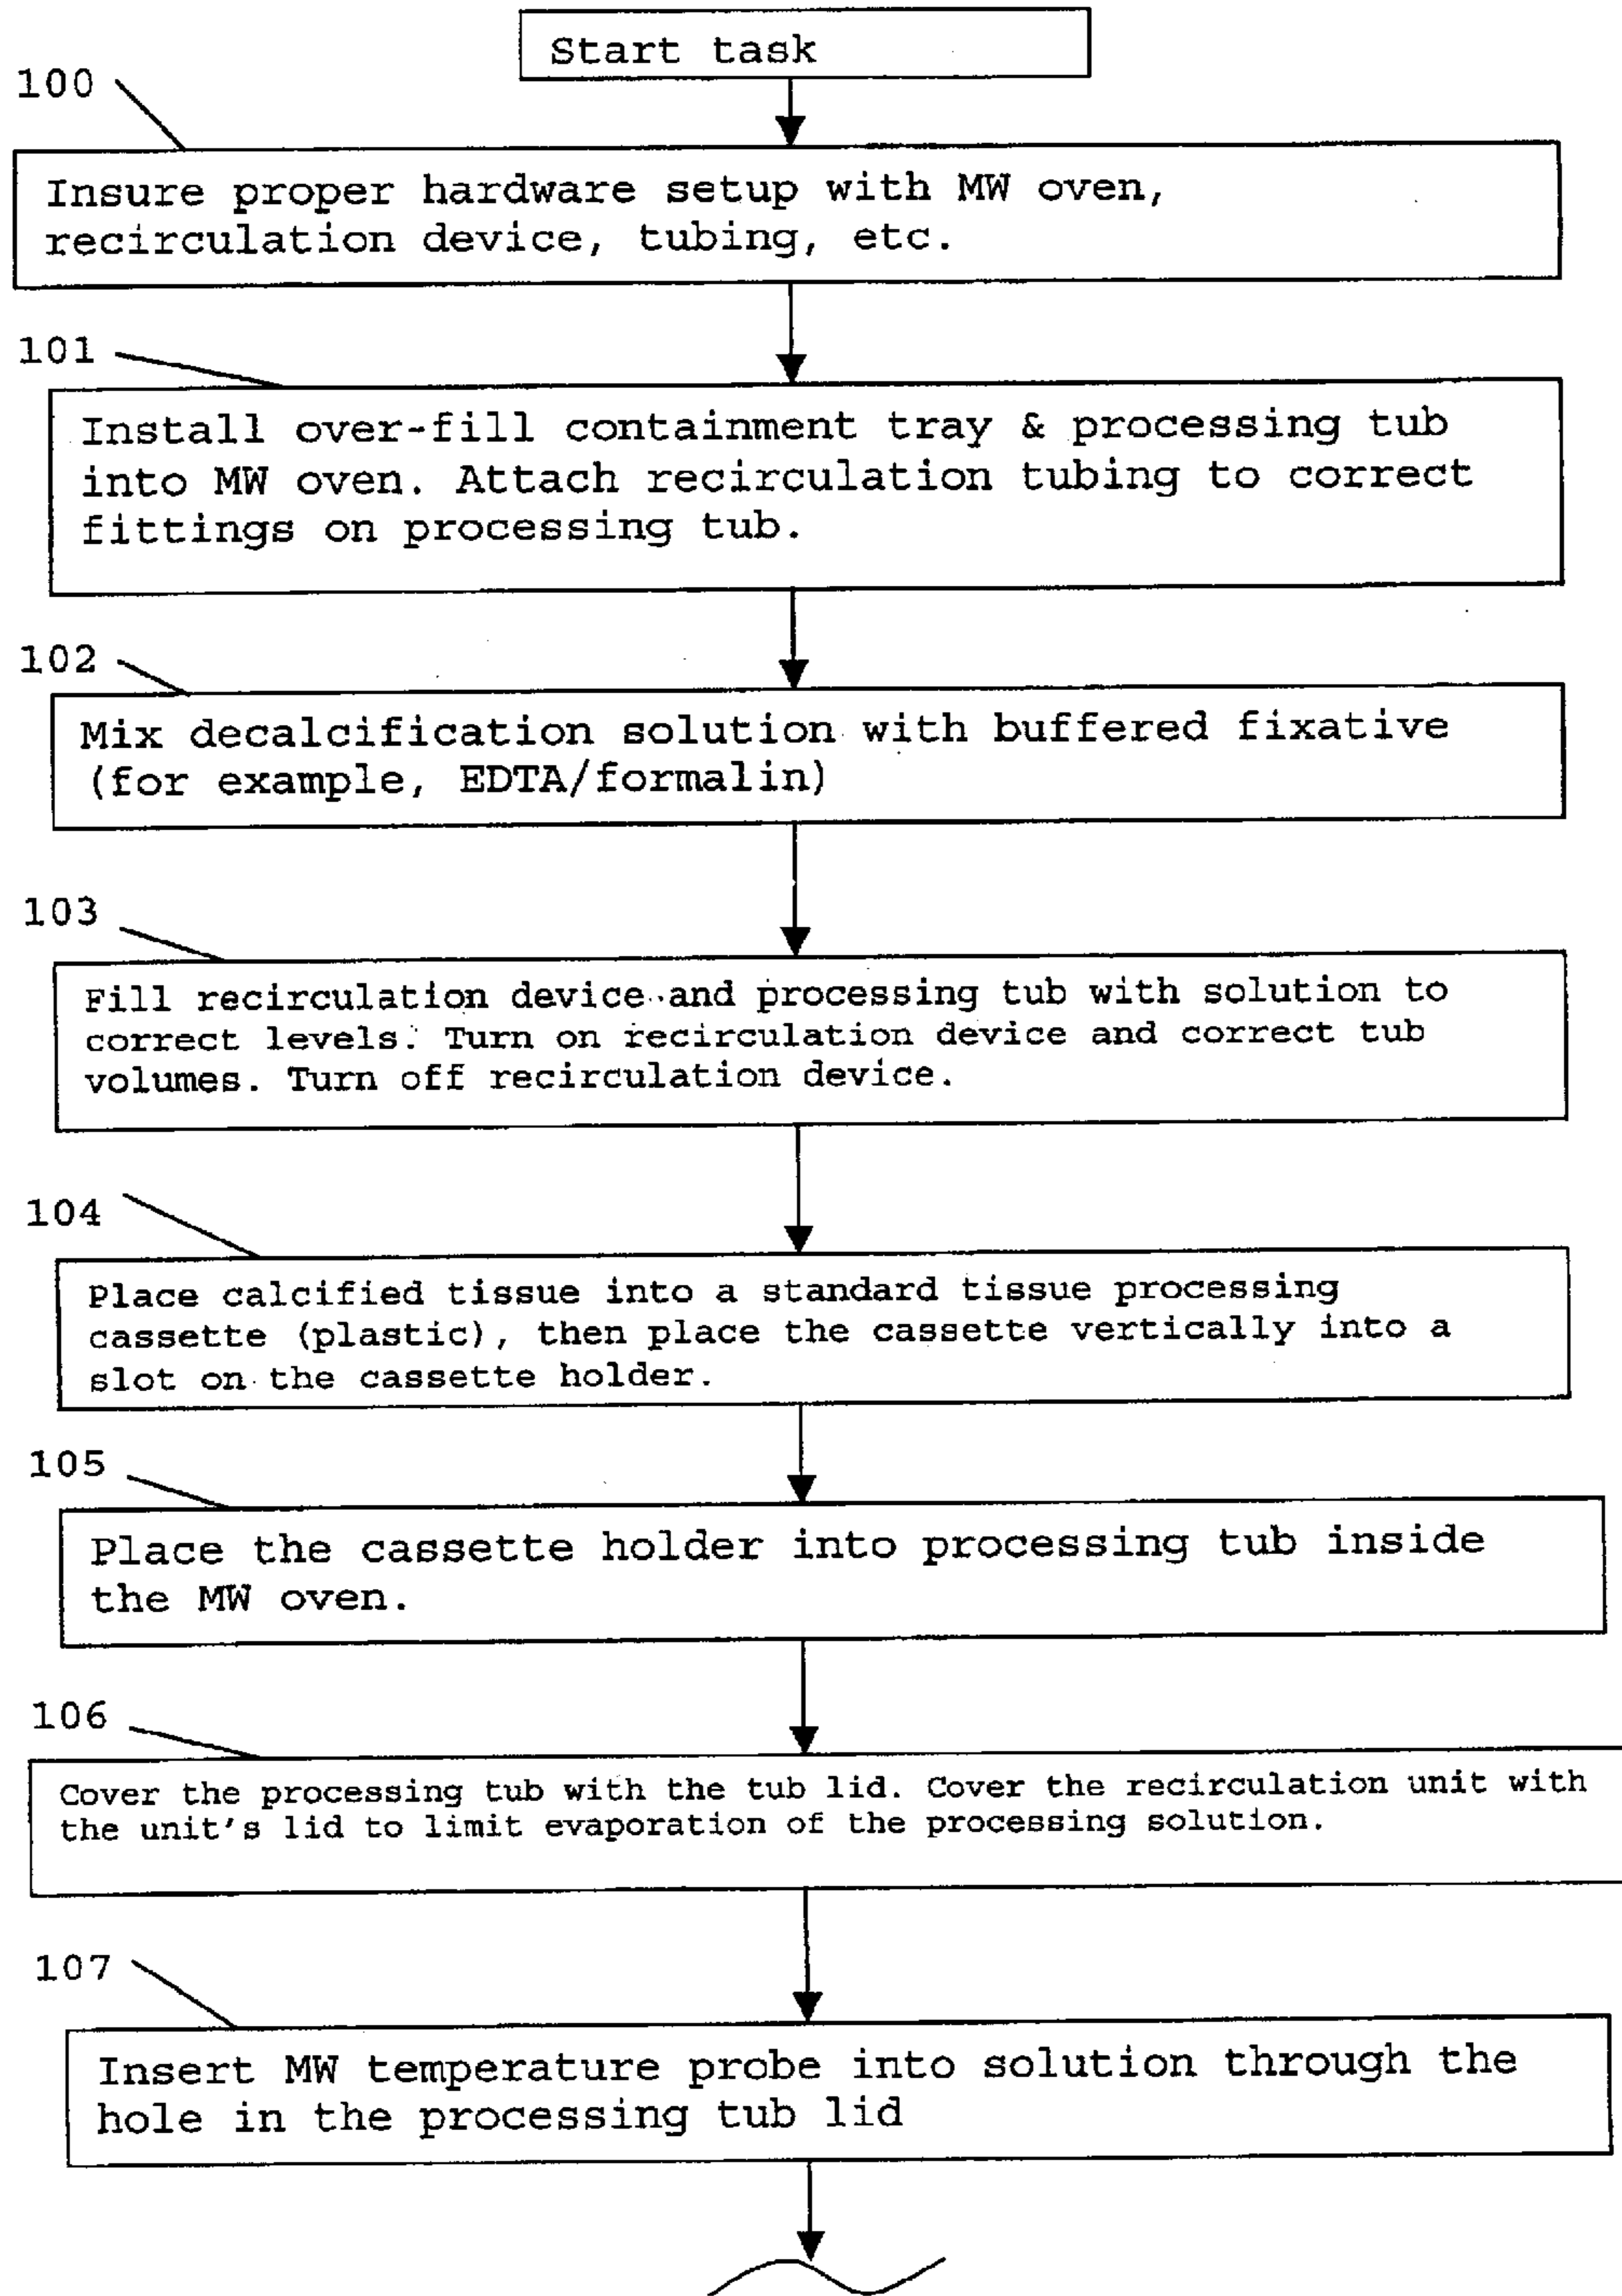 Start task
100
Insure proper hardware setup with MW oven,
recirculation device, tubing, etc.
101
Install over-fill containment tray & processing tub
into MW oven. Attach recirculation tubing to correct
fittings on processing tub.
102
Mix decalcification solution with buffered fixative
(for example, EDTA/formalin)
103
Fill recirculation device and processing tub with solution to
correct levels. Turn on recirculation device and correct tub
volumes. Turn off recirculation device.
104
Place calcified tissue into a standard tissue processing
cassette (plastic), then place the cassette vertically into a
slot on the cassette holder.
105
Place the cassette holder into processing tub inside
the MW oven.
106
Cover the processing tub with the tub lid. Cover the recirculation unit with
the unit's lid to limit evaporation of the processing solution.
107
Insert MW temperature probe into solution through the
hole in the processing tub lid